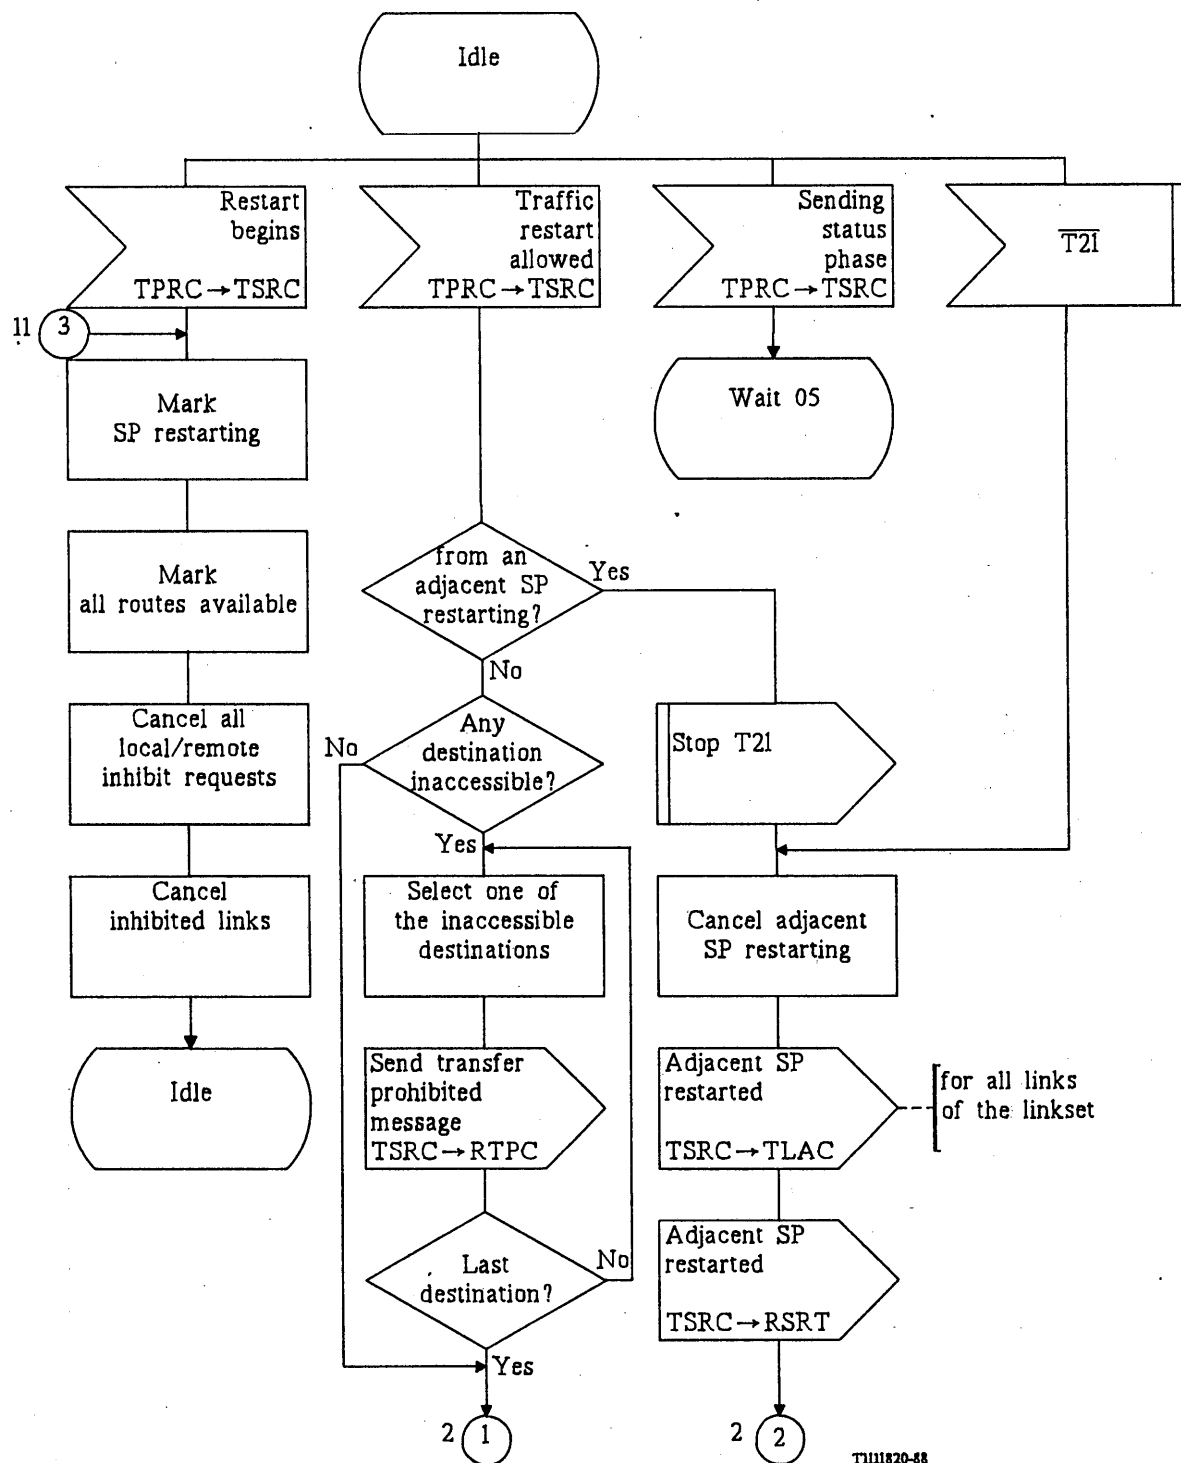 Idle
Restart
begins
TPRC→TSRC
Traffic
restart
allowed
TPRC→TSRC
Sending
status
phase
TPRC→TSRC
T21
11
3
Mark
SP restarting
Wait 05
Mark
all routes available
from an
adjacent SP
restarting?
Yes
No
Cancel all
local/remote
inhibit requests
No
Any
destination
inaccessible?
Stop T21
Yes
Cancel
inhibited links
Select one of
the inaccessible
destinations
Cancel adjacent
SP restarting
Idle
Send transfer
prohibited
message
TSRC→RTPC
Adjacent SP
restarted
TSRC→TLAC
for all links
of the linkset
Last
destination?
No
Adjacent SP
restarted
TSRC→RSRT
Yes
2
1
2
2
T1111820-88